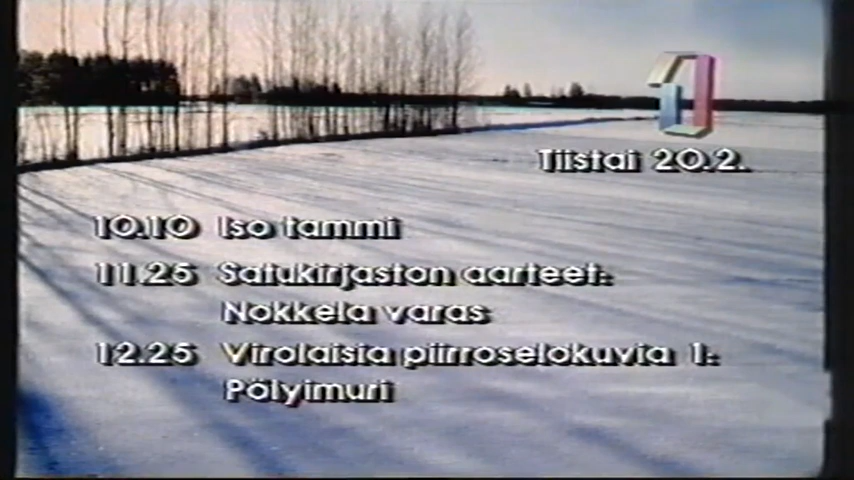 1
Tiistai 20.2.
10.10 Iso tammi
11.25 Satukirjaston aarteet:
Nokkela varas
12.25 Virolaisia piirroselokuvia 1:
Pölyimuri